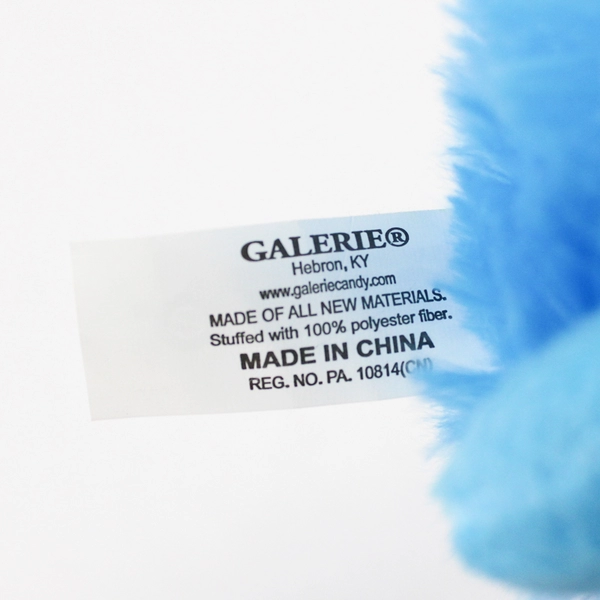 GALERIE®
Hebron, KY
www.galeriecandy.com
MADE OF ALL NEW MATERIALS.
Stuffed with 100% polyester fiber.
MADE IN CHINA
REG. NO. PA. 10814(CN)